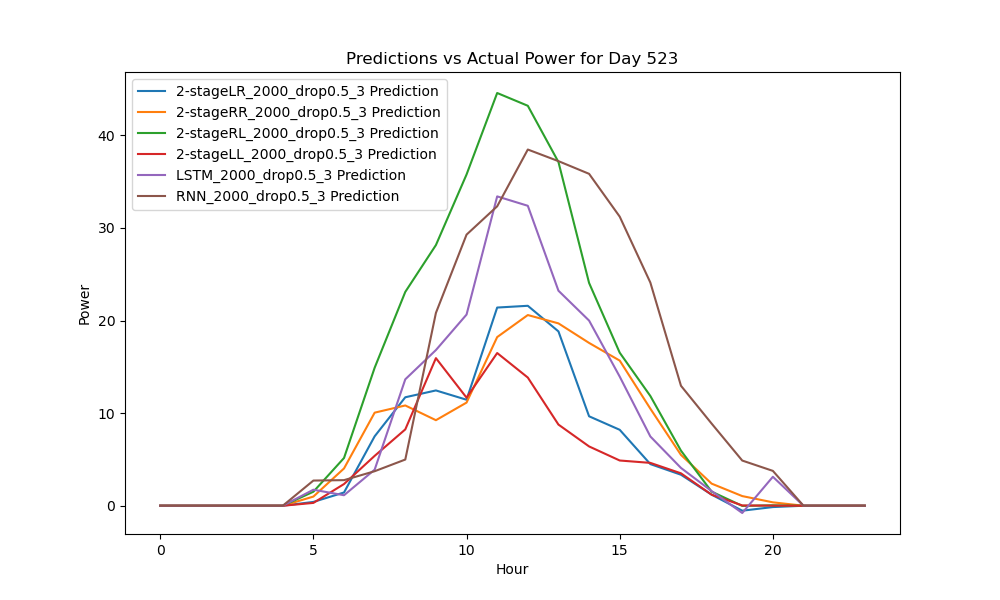 Predictions vs Actual Power for Day 523
2-stageLR_2000_drop0.5_3 Prediction
2-stageRR_2000_drop0.5_3 Prediction
2-stageRL_2000_drop0.5_3 Prediction
2-stageLL_2000_drop0.5_3 Prediction
LSTM_2000_drop0.5_3 Prediction
RNN_2000_drop0.5_3 Prediction
40
30
20
10
0
Power
0 5 10 15 20
Hour